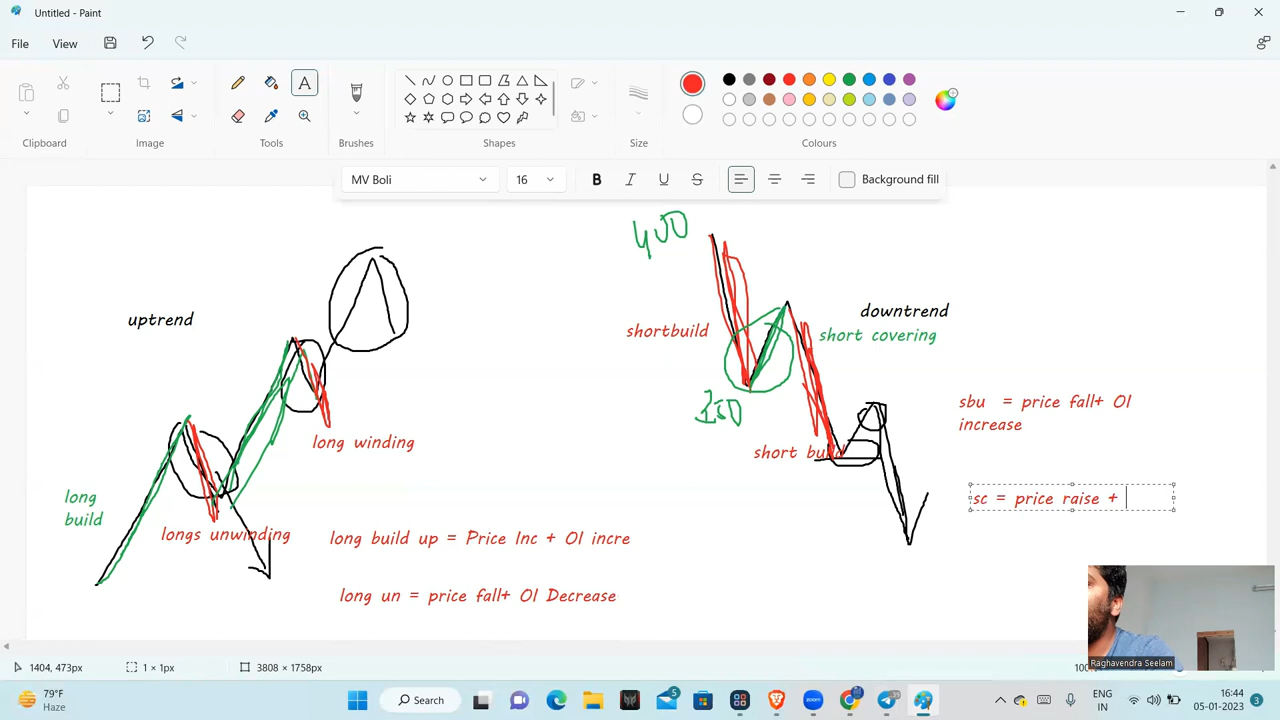 Untitled - Paint
File
View
Clipboard
Image
Tools
Brushes
Shapes
Size
Colours
MV Boli
16
B
I
U
Background fill
400
uptrend
downtrend
shortbuild
short covering
250
sbu = price fall+ OI
increase
long winding
short build
long
build
sc = price raise +
longs unwinding
long build up = Price Inc + OI incre
long un = price fall+ OI Decrease
Raghavendra Seelam
1404, 473px
1 × 1px
3808 × 1758px
79°F
Haze
Search
5
ENG
IN
16:44
05-01-2023